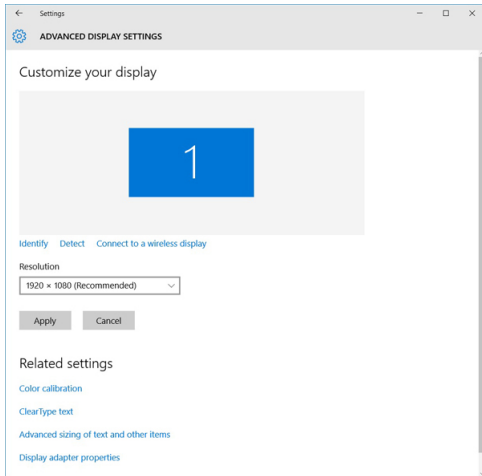 Settings
ADVANCED DISPLAY SETTINGS
Customize your display
1
Identify Detect Connect to a wireless display
Resolution
1920 × 1080 (Recommended)
Apply Cancel
Related settings
Color calibration
ClearType text
Advanced sizing of text and other items
Display adapter properties